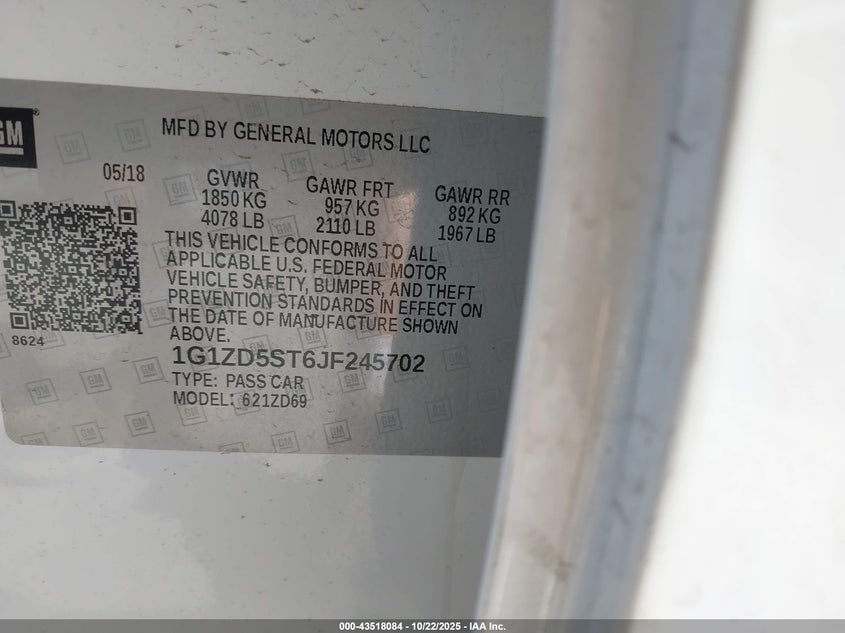 GM
MFD BY GENERAL MOTORS LLC
05/18
GVWR GAWR FRT GAWR RR
1850 KG 957 KG 892 KG
4078 LB 2110 LB 1967 LB
THIS VEHICLE CONFORMS TO ALL
APPLICABLE U.S. FEDERAL MOTOR
VEHICLE SAFETY, BUMPER, AND THEFT
PREVENTION STANDARDS IN EFFECT ON
THE DATE OF MANUFACTURE SHOWN
ABOVE.
8624
1G1ZD5ST6JF245702
TYPE: PASS CAR
MODEL: 621ZD69
000-43518084 - 10/22/2025 - IAA Inc.